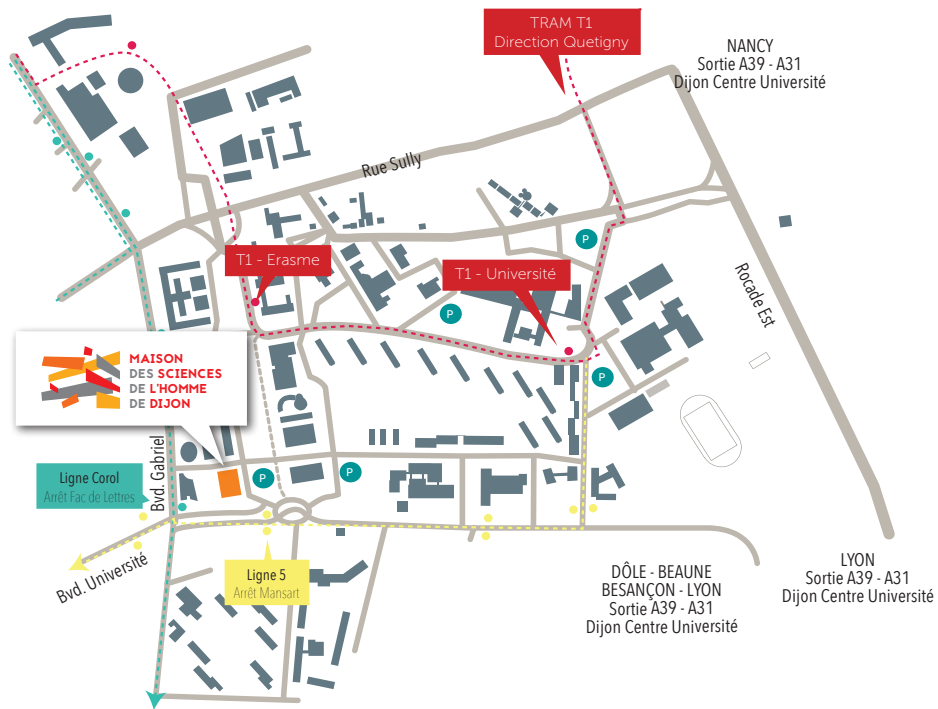 TRAM T1
Direction Quetigny
NANCY
Sortie A39 - A31
Dijon Centre Université
Rue Sully
P
T1 - Erasme
T1 - Université
Rocade Est
P
MAISON
DES SCIENCES
DE L'HOMME
DE DIJON
P
Bvd. Gabriel
Ligne Corol
Arrêt Fac de Lettres
P
P
Bvd. Université
Ligne 5
Arrêt Mansart
DÔLE - BEAUNE
BESANÇON - LYON
Sortie A39 - A31
Dijon Centre Université
LYON
Sortie A39 - A31
Dijon Centre Université